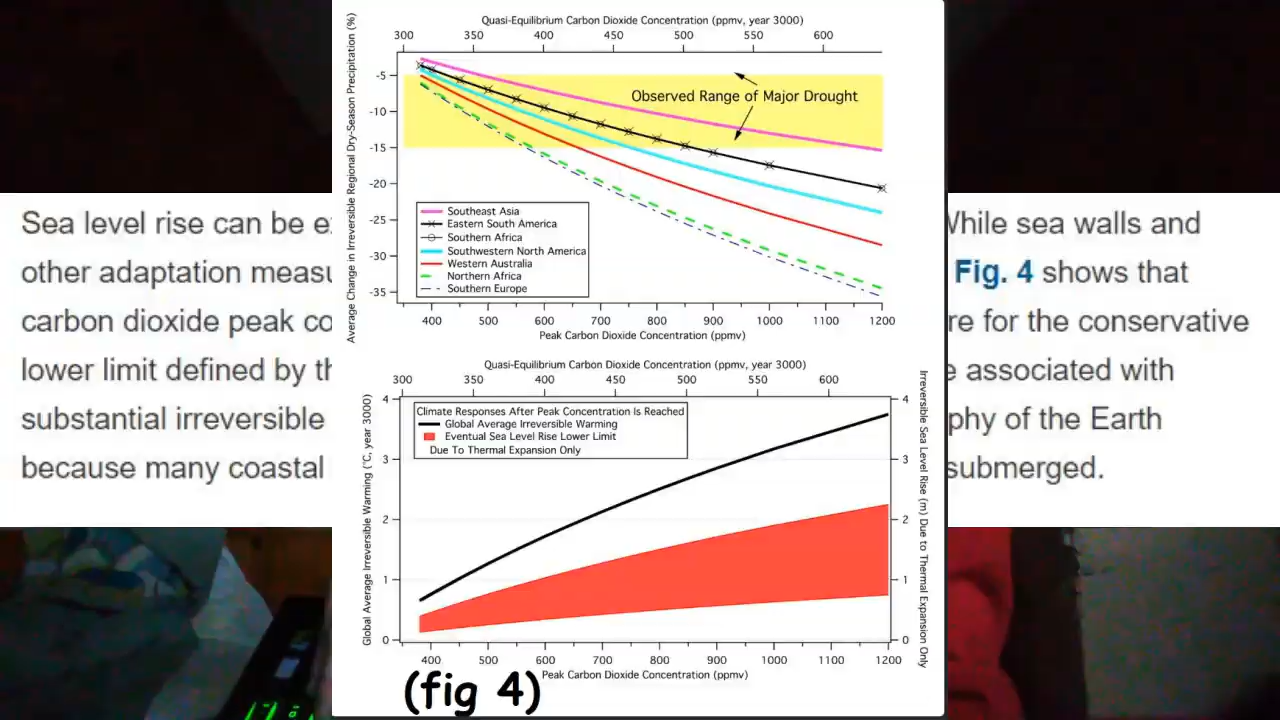 Quasi-Equilibrium Carbon Dioxide Concentration (ppmv, year 3000)
300 350 400 450 500 550 600
Average Change in Irreversible Regional Dry-Season Precipitation (%)
-5
-10
-15
-20
-25
-30
-35
Observed Range of Major Drought
Southeast Asia
Eastern South America
Southern Africa
Southwestern North America
Western Australia
Northern Africa
Southern Europe
400 500 600 700 800 900 1000 1100 1200
Peak Carbon Dioxide Concentration (ppmv)
Quasi-Equilibrium Carbon Dioxide Concentration (ppmv, year 3000)
300 350 400 450 500 550 600
Global Average Irreversible Warming (°C, year 3000)
4
3
2
1
0
Climate Responses After Peak Concentration Is Reached
Global Average Irreversible Warming
Eventual Sea Level Rise Lower Limit
Due To Thermal Expansion Only
4
3
2
1
0
Irreversible Sea Level Rise (m) Due to Thermal Expansion Only
400 500 600 700 800 900 1000 1100 1200
Peak Carbon Dioxide Concentration (ppmv)
(fig 4)
Sea level rise can be While sea walls and
other adaptation Fig. 4 shows that
carbon dioxide peak for the conservative
lower limit defined by associated with
substantial irreversible of the Earth
because many coastal submerged.